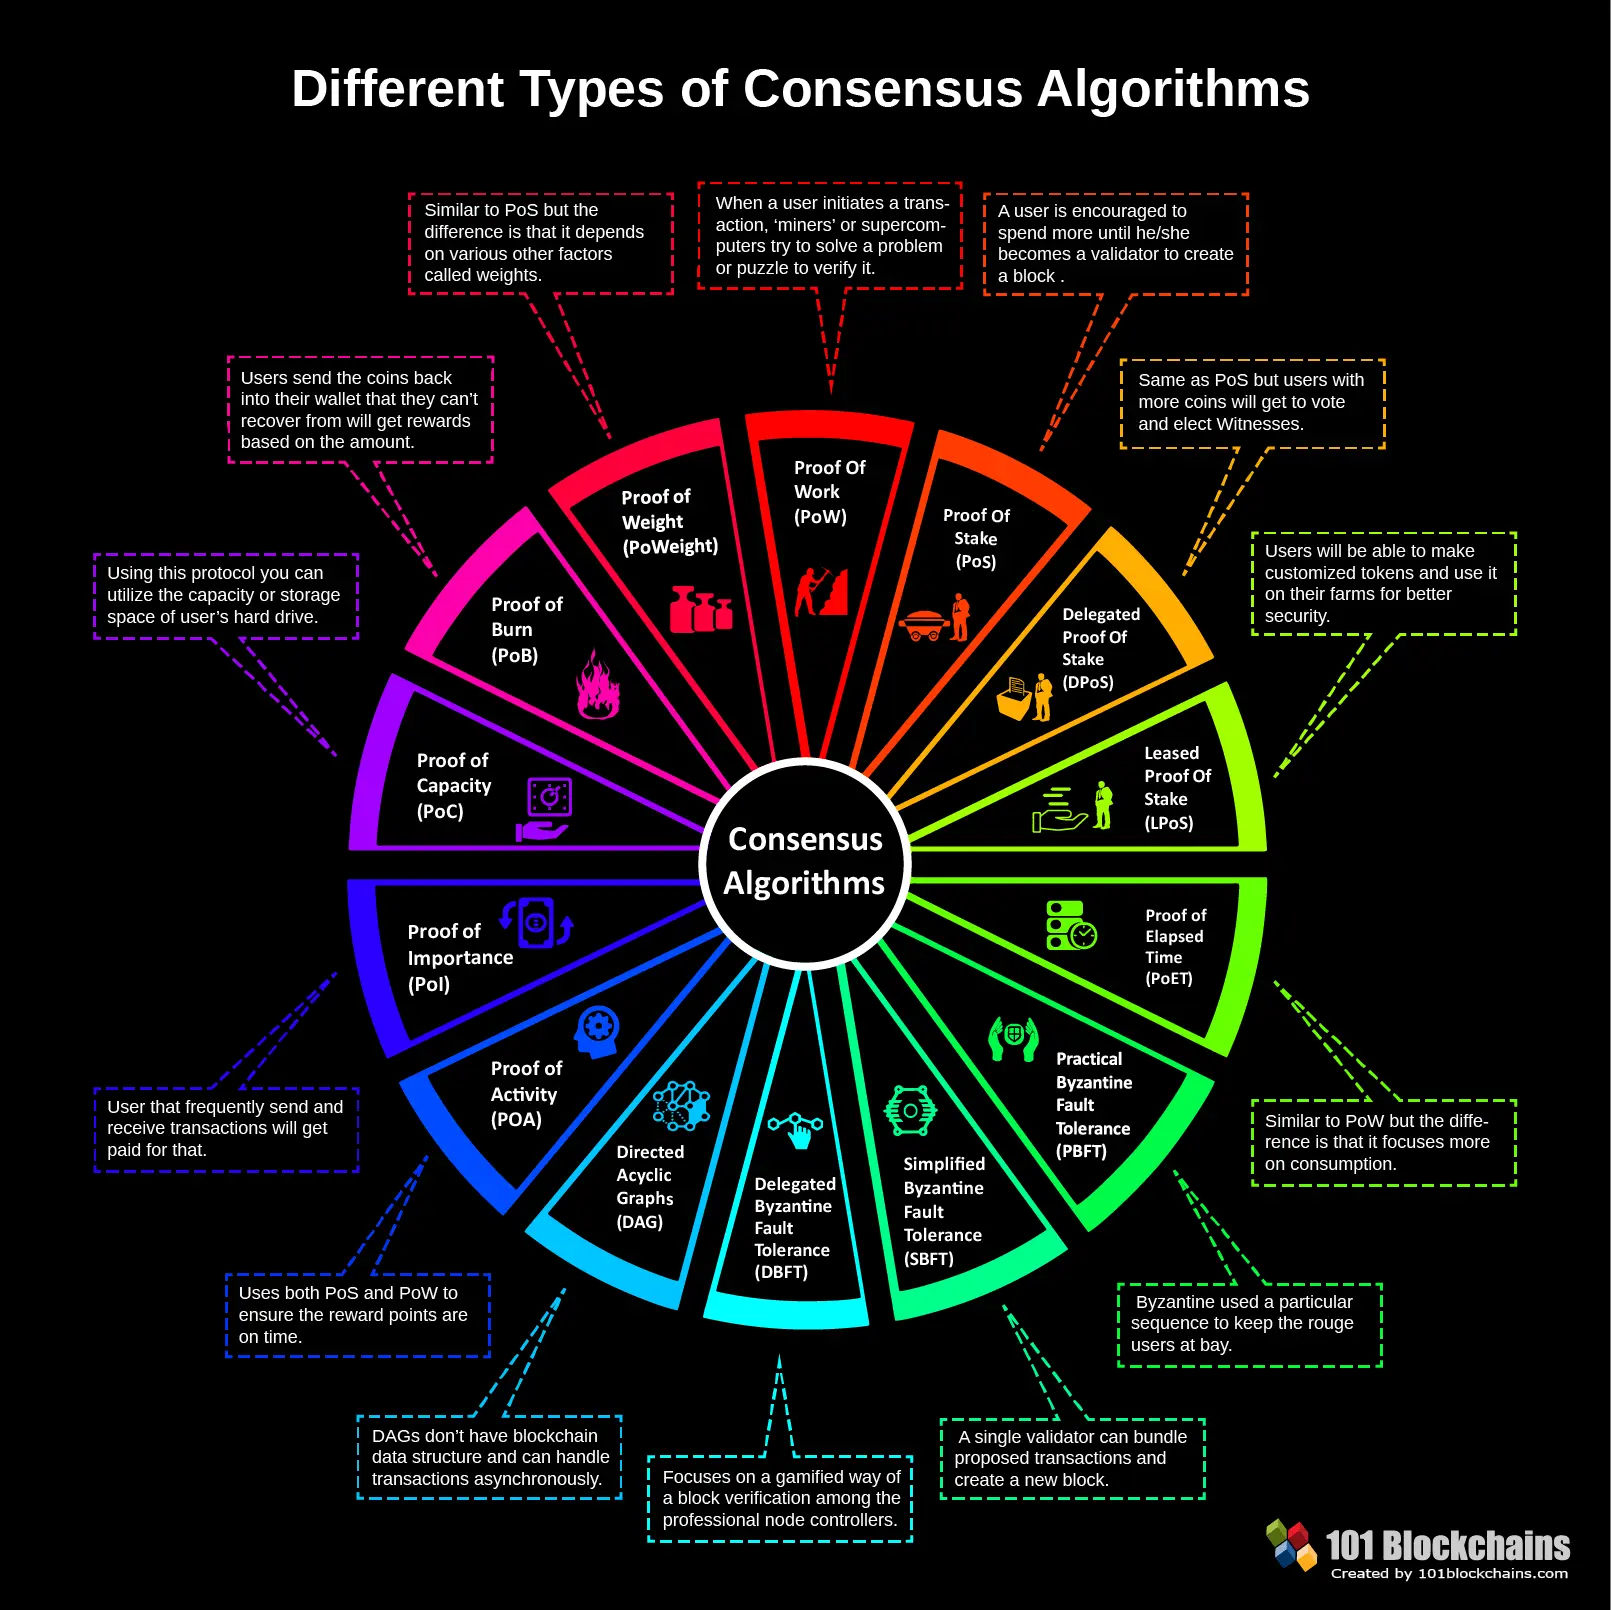 Different Types of Consensus Algorithms
When a user initiates a trans-
action, ‘miners’ or supercom-
puters try to solve a problem
or puzzle to verify it.
A user is encouraged to
spend more until he/she
becomes a validator to create
a block .
Same as PoS but users with
more coins will get to vote
and elect Witnesses.
Users will be able to make
customized tokens and use it
on their farms for better
security.
Similar to PoW but the diffe-
rence is that it focuses more
on consumption.
Byzantine used a particular
sequence to keep the rouge
users at bay.
A single validator can bundle
proposed transactions and
create a new block.
Focuses on a gamified way of
a block verification among the
professional node controllers.
DAGs don’t have blockchain
data structure and can handle
transactions asynchronously.
Uses both PoS and PoW to
ensure the reward points are
on time.
User that frequently send and
receive transactions will get
paid for that.
Using this protocol you can
utilize the capacity or storage
space of user’s hard drive.
Users send the coins back
into their wallet that they can’t
recover from will get rewards
based on the amount.
Similar to PoS but the
difference is that it depends
on various other factors
called weights.
Proof Of
Work
(PoW)
Proof Of
Stake
(PoS)
Delegated
Proof Of
Stake
(DPoS)
Leased
Proof Of
Stake
(LPoS)
Proof of
Elapsed
Time
(PoET)
Practical
Byzantine
Fault
Tolerance
(PBFT)
Simplified
Byzantine
Fault
Tolerance
(SBFT)
Delegated
Byzantine
Fault
Tolerance
(DBFT)
Directed
Acyclic
Graphs
(DAG)
Proof of
Activity
(POA)
Proof of
Importance
(PoI)
Proof of
Capacity
(PoC)
Proof of
Burn
(PoB)
Proof of
Weight
(PoWeight)
Consensus
Algorithms
101 Blockchains
Created by 101blockchains.com